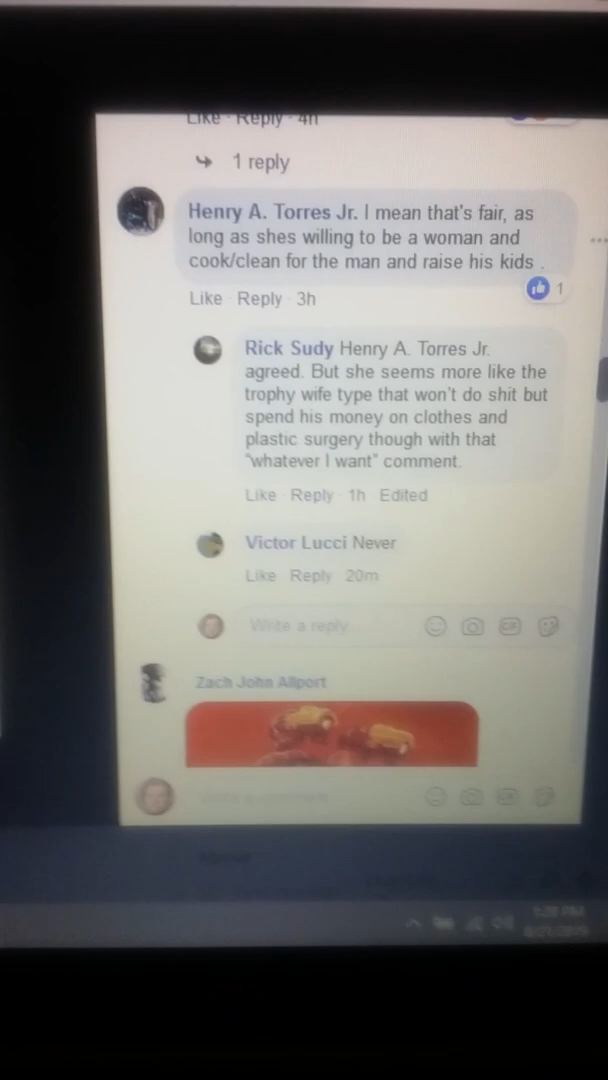 Like · Reply · 4h
1 reply
Henry A. Torres Jr. I mean that's fair, as
long as shes willing to be a woman and
cook/clean for the man and raise his kids .
1
Like · Reply · 3h
Rick Sudy Henry A. Torres Jr.
agreed. But she seems more like the
trophy wife type that won't do shit but
spend his money on clothes and
plastic surgery though with that
"whatever I want" comment.
Like · Reply · 1h · Edited
Victor Lucci Never
Like · Reply · 20m
Write a reply
GIF
Zach John Allport
Write a comment
GIF